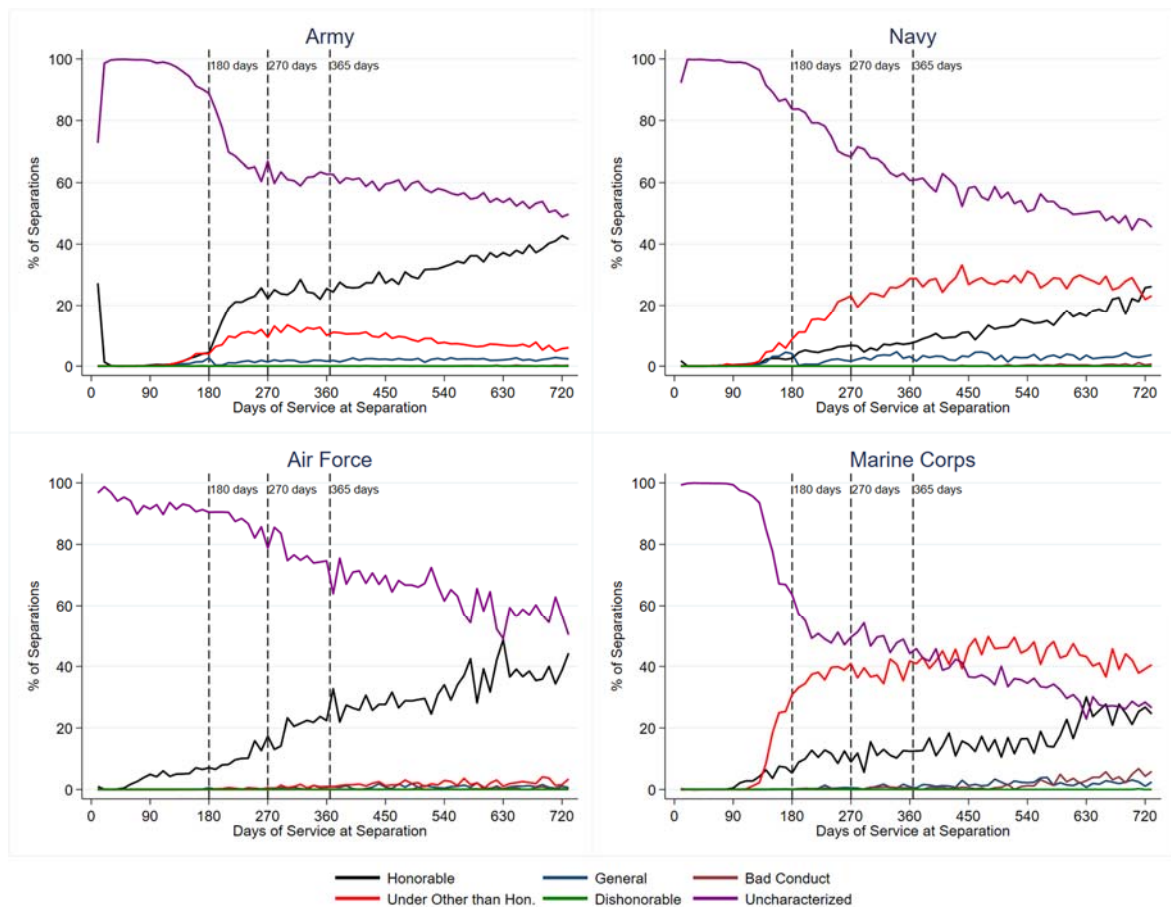 Army
100
80
60
40
20
0
% of Separations
180 days
270 days
365 days
0 90 180 270 360 450 540 630 720
Days of Service at Separation
Navy
100
80
60
40
20
0
% of Separations
180 days
270 days
365 days
0 90 180 270 360 450 540 630 720
Days of Service at Separation
Air Force
100
80
60
40
20
0
% of Separations
180 days
270 days
365 days
0 90 180 270 360 450 540 630 720
Days of Service at Separation
Marine Corps
100
80
60
40
20
0
% of Separations
180 days
270 days
365 days
0 90 180 270 360 450 540 630 720
Days of Service at Separation
Honorable General Bad Conduct
Under Other than Hon. Dishonorable Uncharacterized